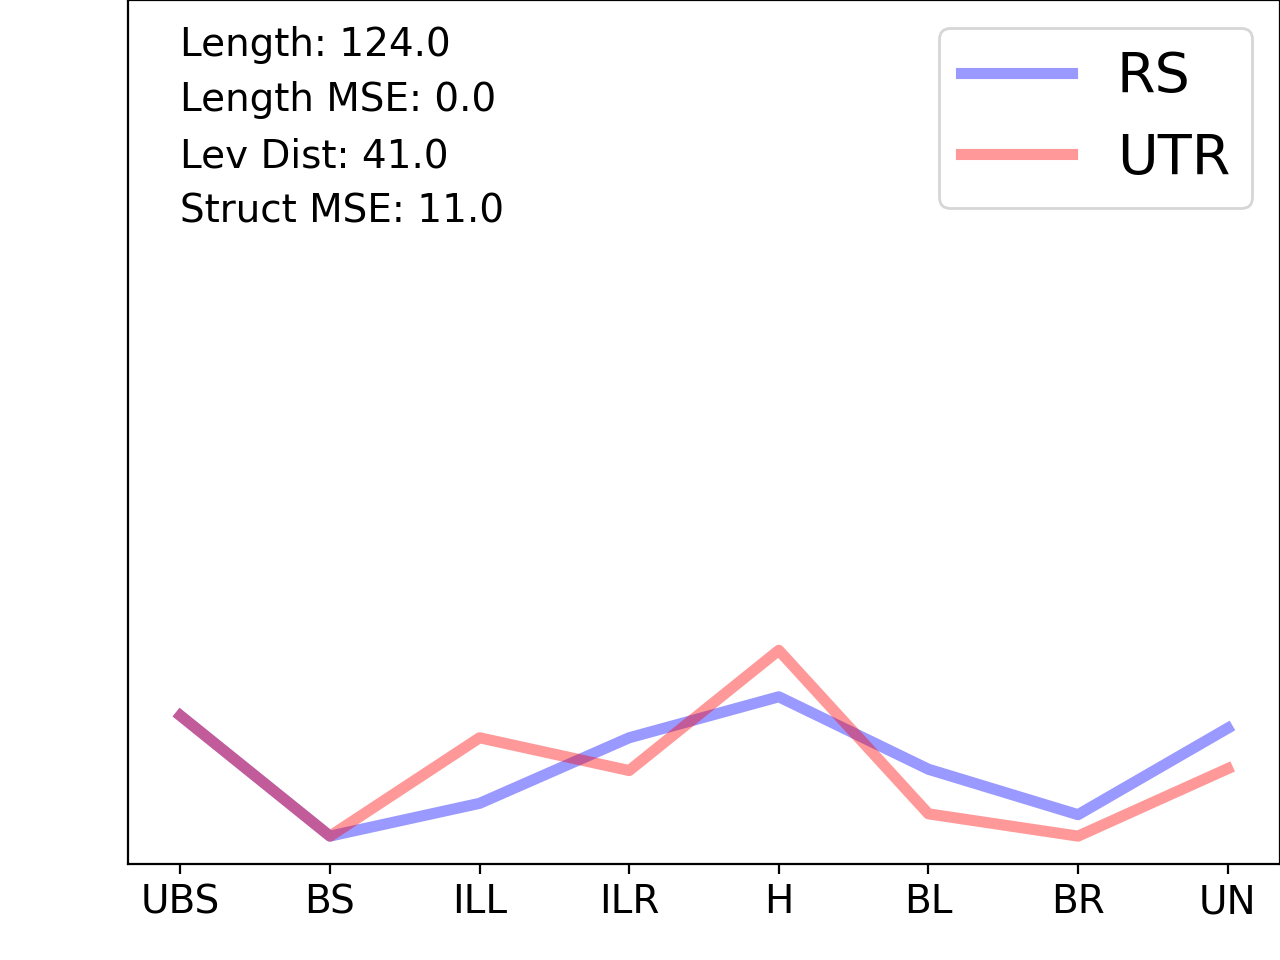 Length: 124.0
Length MSE: 0.0
Lev Dist: 41.0
Struct MSE: 11.0
RS
UTR
UBS BS ILL ILR H BL BR UN